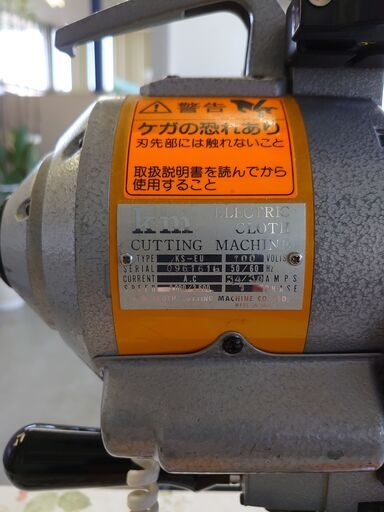 警告
ケガの恐れあり
刃先部には触れないこと
取扱説明書を読んでから
使用すること
km ELECTRIC
CLOTH
CUTTING MACHINE
TYPE KS-EU 100 VOLTS
SERIAL 0961616 50/60 Hz
CURRENT A.C AMPS
SPEED PHASE
CLOTH CUTTING MACHINE CO., LTD.